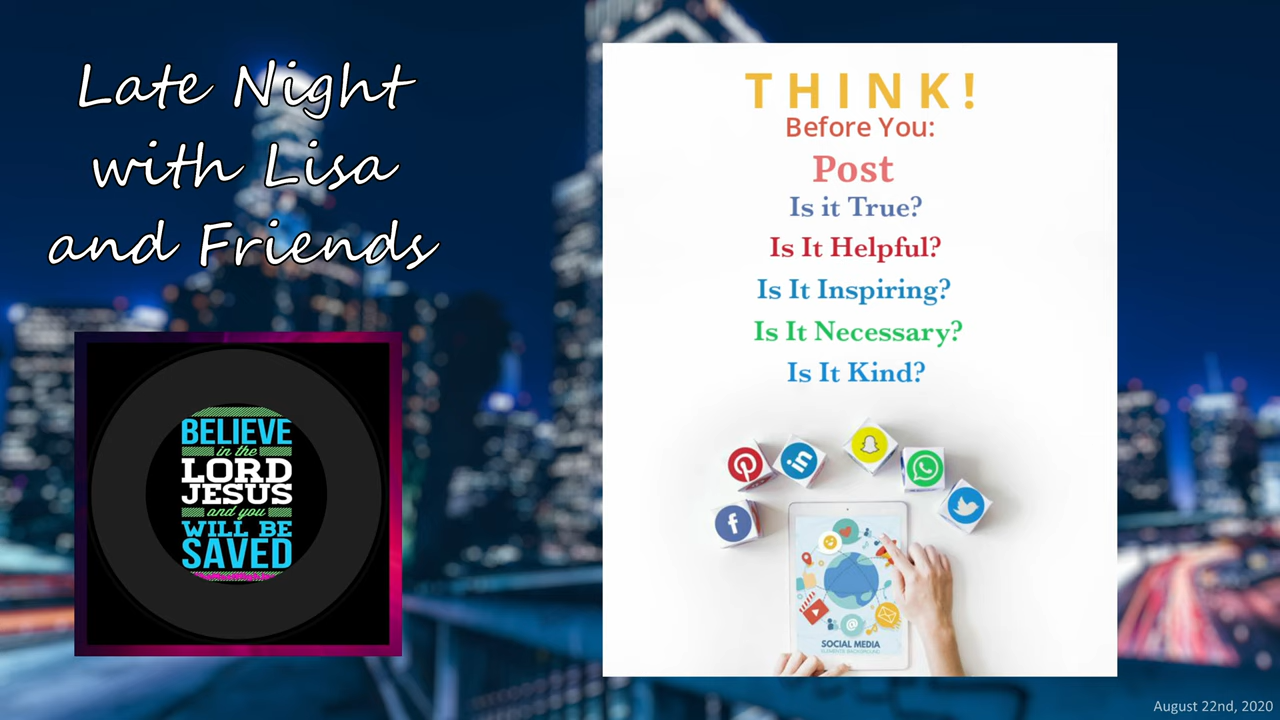 Late Night
with Lisa
and Friends
BELIEVE
in the
LORD
JESUS
and you
WILL BE
SAVED
THINK!
Before You:
Post
Is it True?
Is It Helpful?
Is It Inspiring?
Is It Necessary?
Is It Kind?
in
f
@
SOCIAL MEDIA
August 22nd, 2020